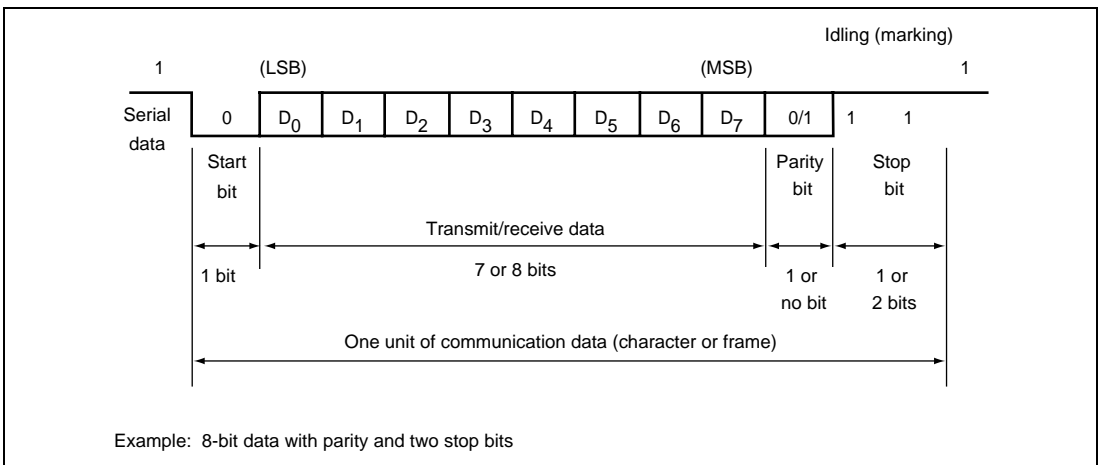 Idling (marking)
1 (LSB) (MSB) 1
Serial data
0 D0 D1 D2 D3 D4 D5 D6 D7 0/1 1 1
Start bit
Parity bit
Stop bit
Transmit/receive data
1 bit
7 or 8 bits
1 or no bit
1 or 2 bits
One unit of communication data (character or frame)
Example: 8-bit data with parity and two stop bits